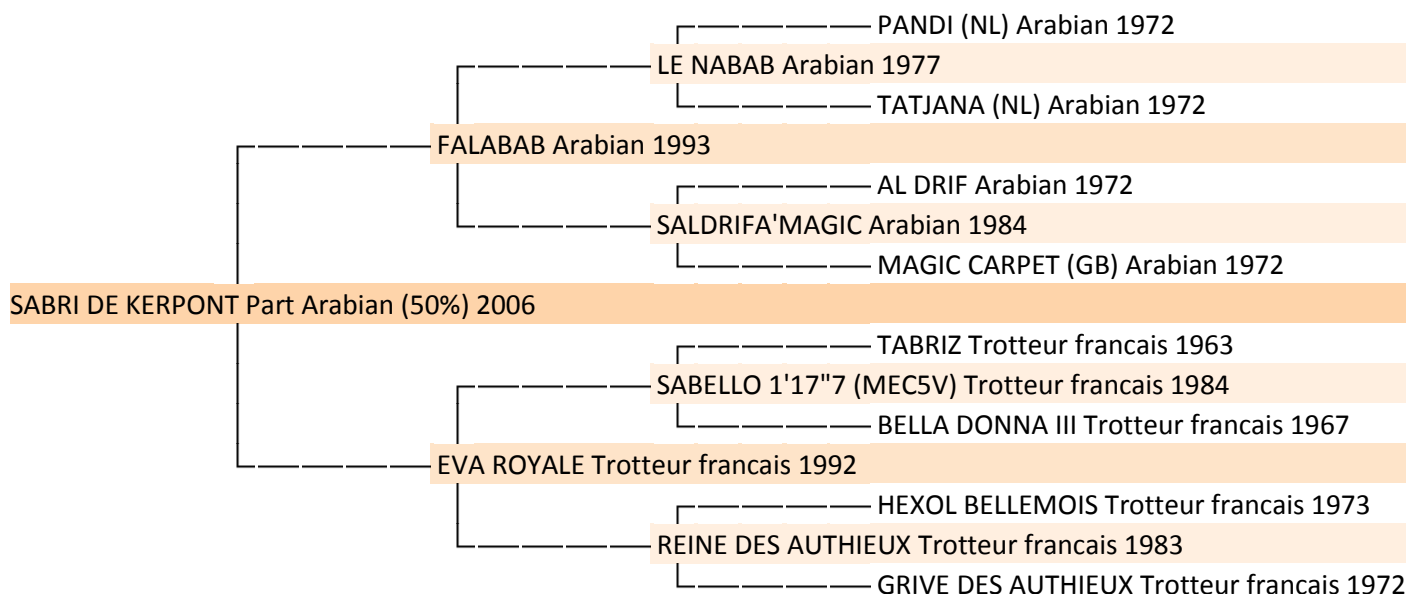 PANDI (NL) Arabian 1972
LE NABAB Arabian 1977
TATJANA (NL) Arabian 1972
FALABAB Arabian 1993
AL DRIF Arabian 1972
SALDRIFA'MAGIC Arabian 1984
MAGIC CARPET (GB) Arabian 1972
SABRI DE KERPONT Part Arabian (50%) 2006
TABRIZ Trotteur francais 1963
SABELLO 1'17"7 (MEC5V) Trotteur francais 1984
BELLA DONNA III Trotteur francais 1967
EVA ROYALE Trotteur francais 1992
HEXOL BELLEMOIS Trotteur francais 1973
REINE DES AUTHIEUX Trotteur francais 1983
GRIVE DES AUTHIEUX Trotteur francais 1972